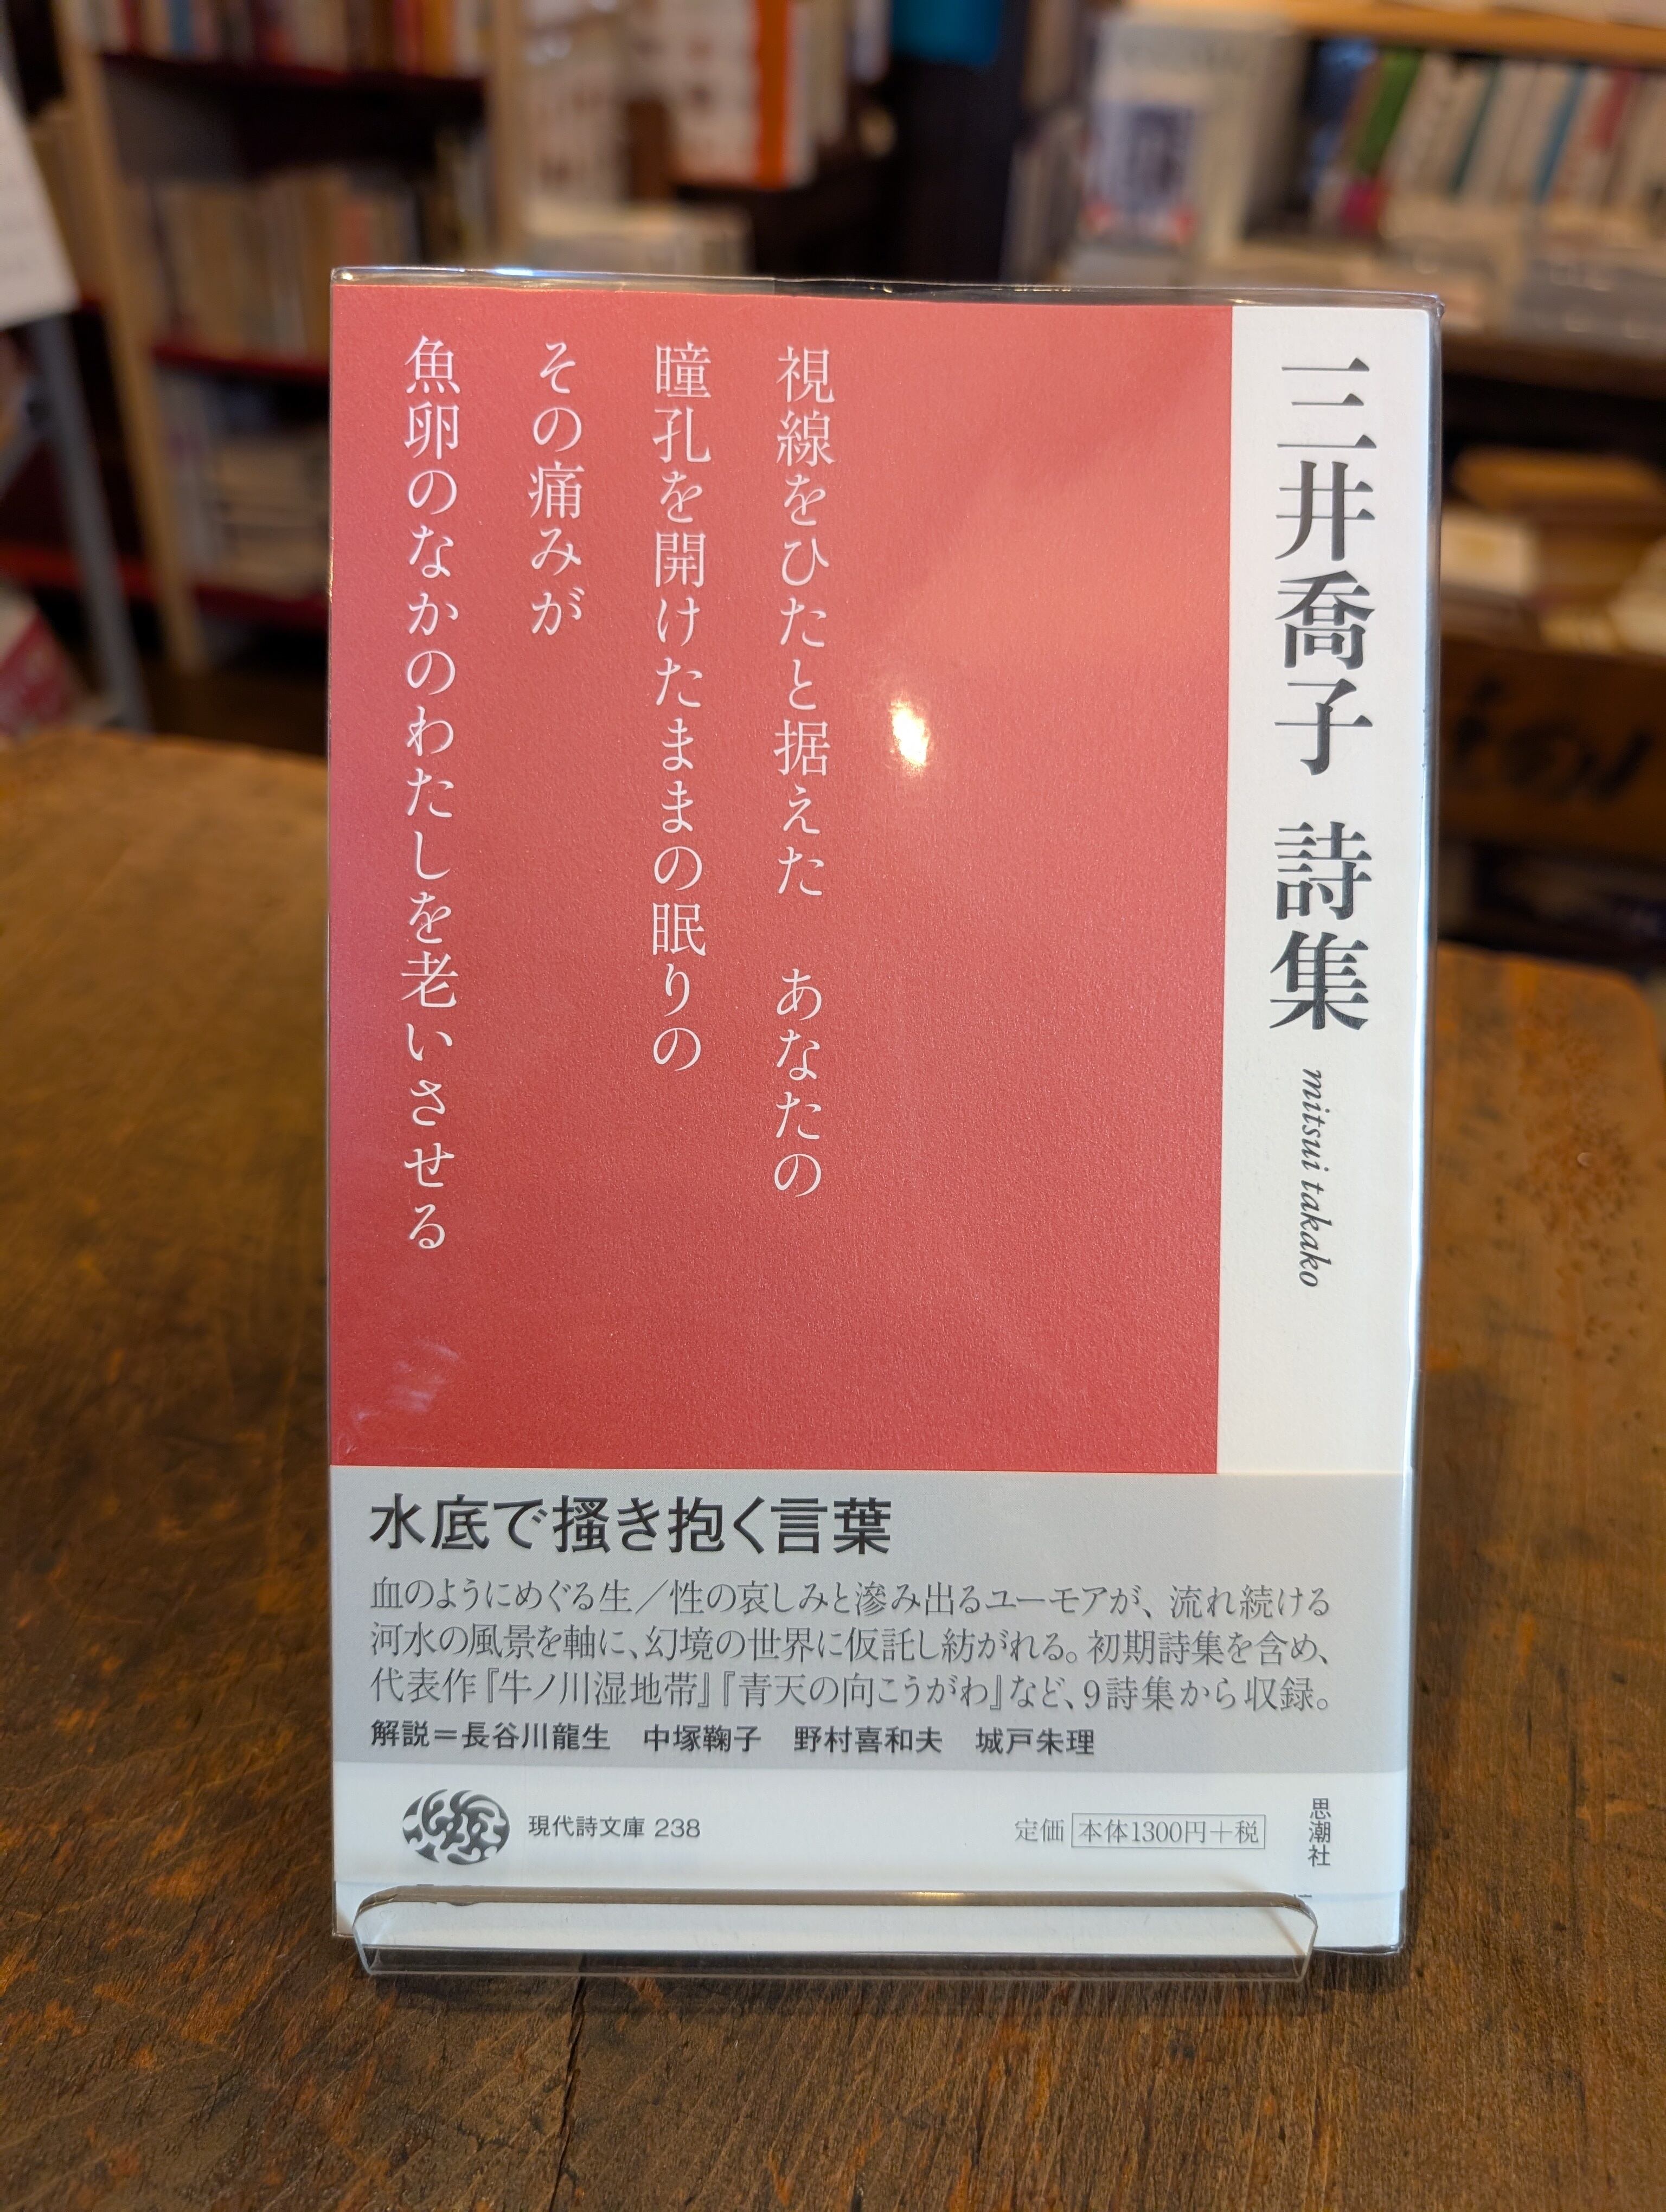 三井喬子 詩集
mitsui takako
視線をひたと据えた　あなたの
瞳孔を開けたままの眠りの
その痛みが
魚卵のなかのわたしを老いさせる
水底で搔き抱く言葉
血のようにめぐる生／性の哀しみと滲み出るユーモアが、流れ続ける
河水の風景を軸に、幻境の世界に仮託し紡がれる。初期詩集を含め、
代表作『牛ノ川湿地帯』『青天の向こうがわ』など、9詩集から収録。
解説＝長谷川龍生　中塚鞠子　野村喜和夫　城戸朱理
現代詩文庫 238
定価 本体1300円＋税
思潮社